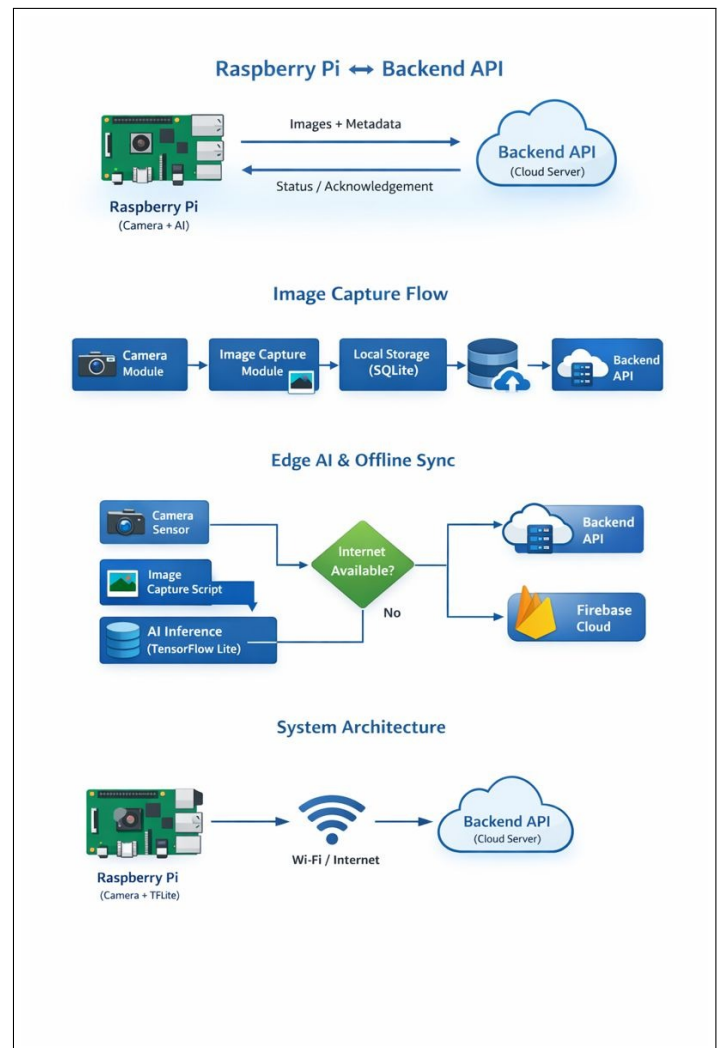 Raspberry Pi ↔ Backend API
Images + Metadata
Status / Acknowledgement
Raspberry Pi
(Camera + AI)
Backend API
(Cloud Server)
Image Capture Flow
Camera
Module
Image Capture
Module
Local Storage
(SQLite)
Backend
API
Edge AI & Offline Sync
Camera
Sensor
Image
Capture Script
AI Inference
(TensorFlow Lite)
Internet
Available?
No
Backend
API
Firebase
Cloud
System Architecture
Raspberry Pi
(Camera + TFLite)
Wi-Fi / Internet
Backend API
(Cloud Server)